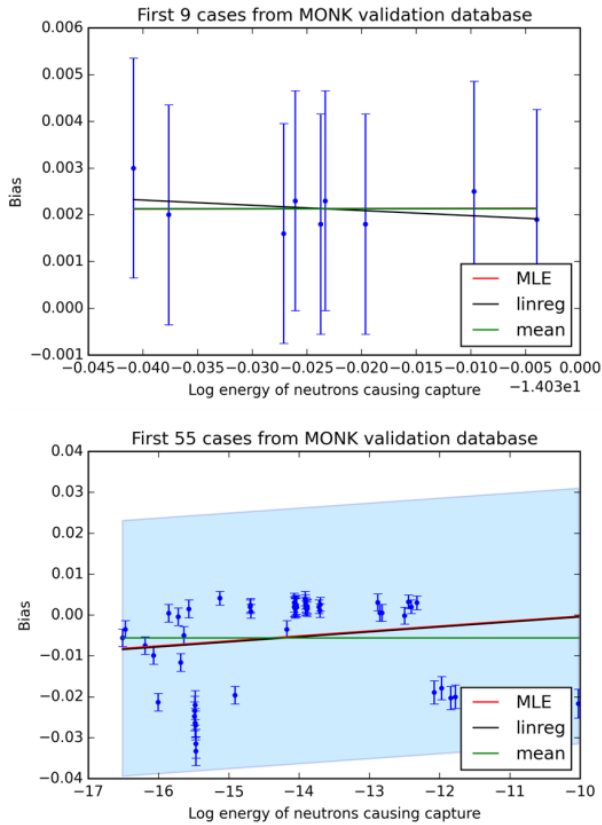 First 9 cases from MONK validation database
0.006
0.005
0.004
0.003
0.002
0.001
0.000
−0.001
Bias
MLE
linreg
mean
−0.045−0.040−0.035−0.030−0.025−0.020−0.015−0.010−0.005 0.000
Log energy of neutrons causing capture
−1.403e1
First 55 cases from MONK validation database
0.04
0.03
0.02
0.01
0.00
−0.01
−0.02
−0.03
−0.04
Bias
MLE
linreg
mean
−17 −16 −15 −14 −13 −12 −11 −10
Log energy of neutrons causing capture